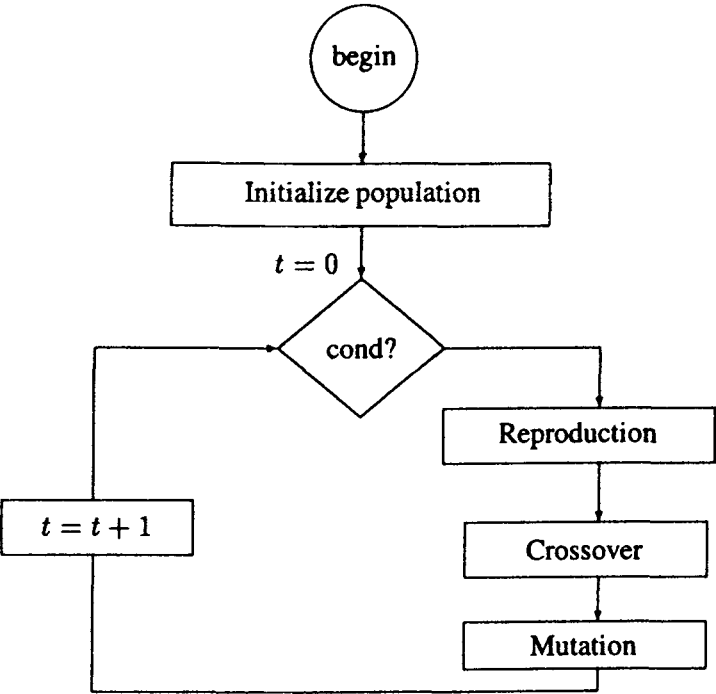 begin
Initialize population
t = 0
cond?
Reproduction
t = t + 1
Crossover
Mutation